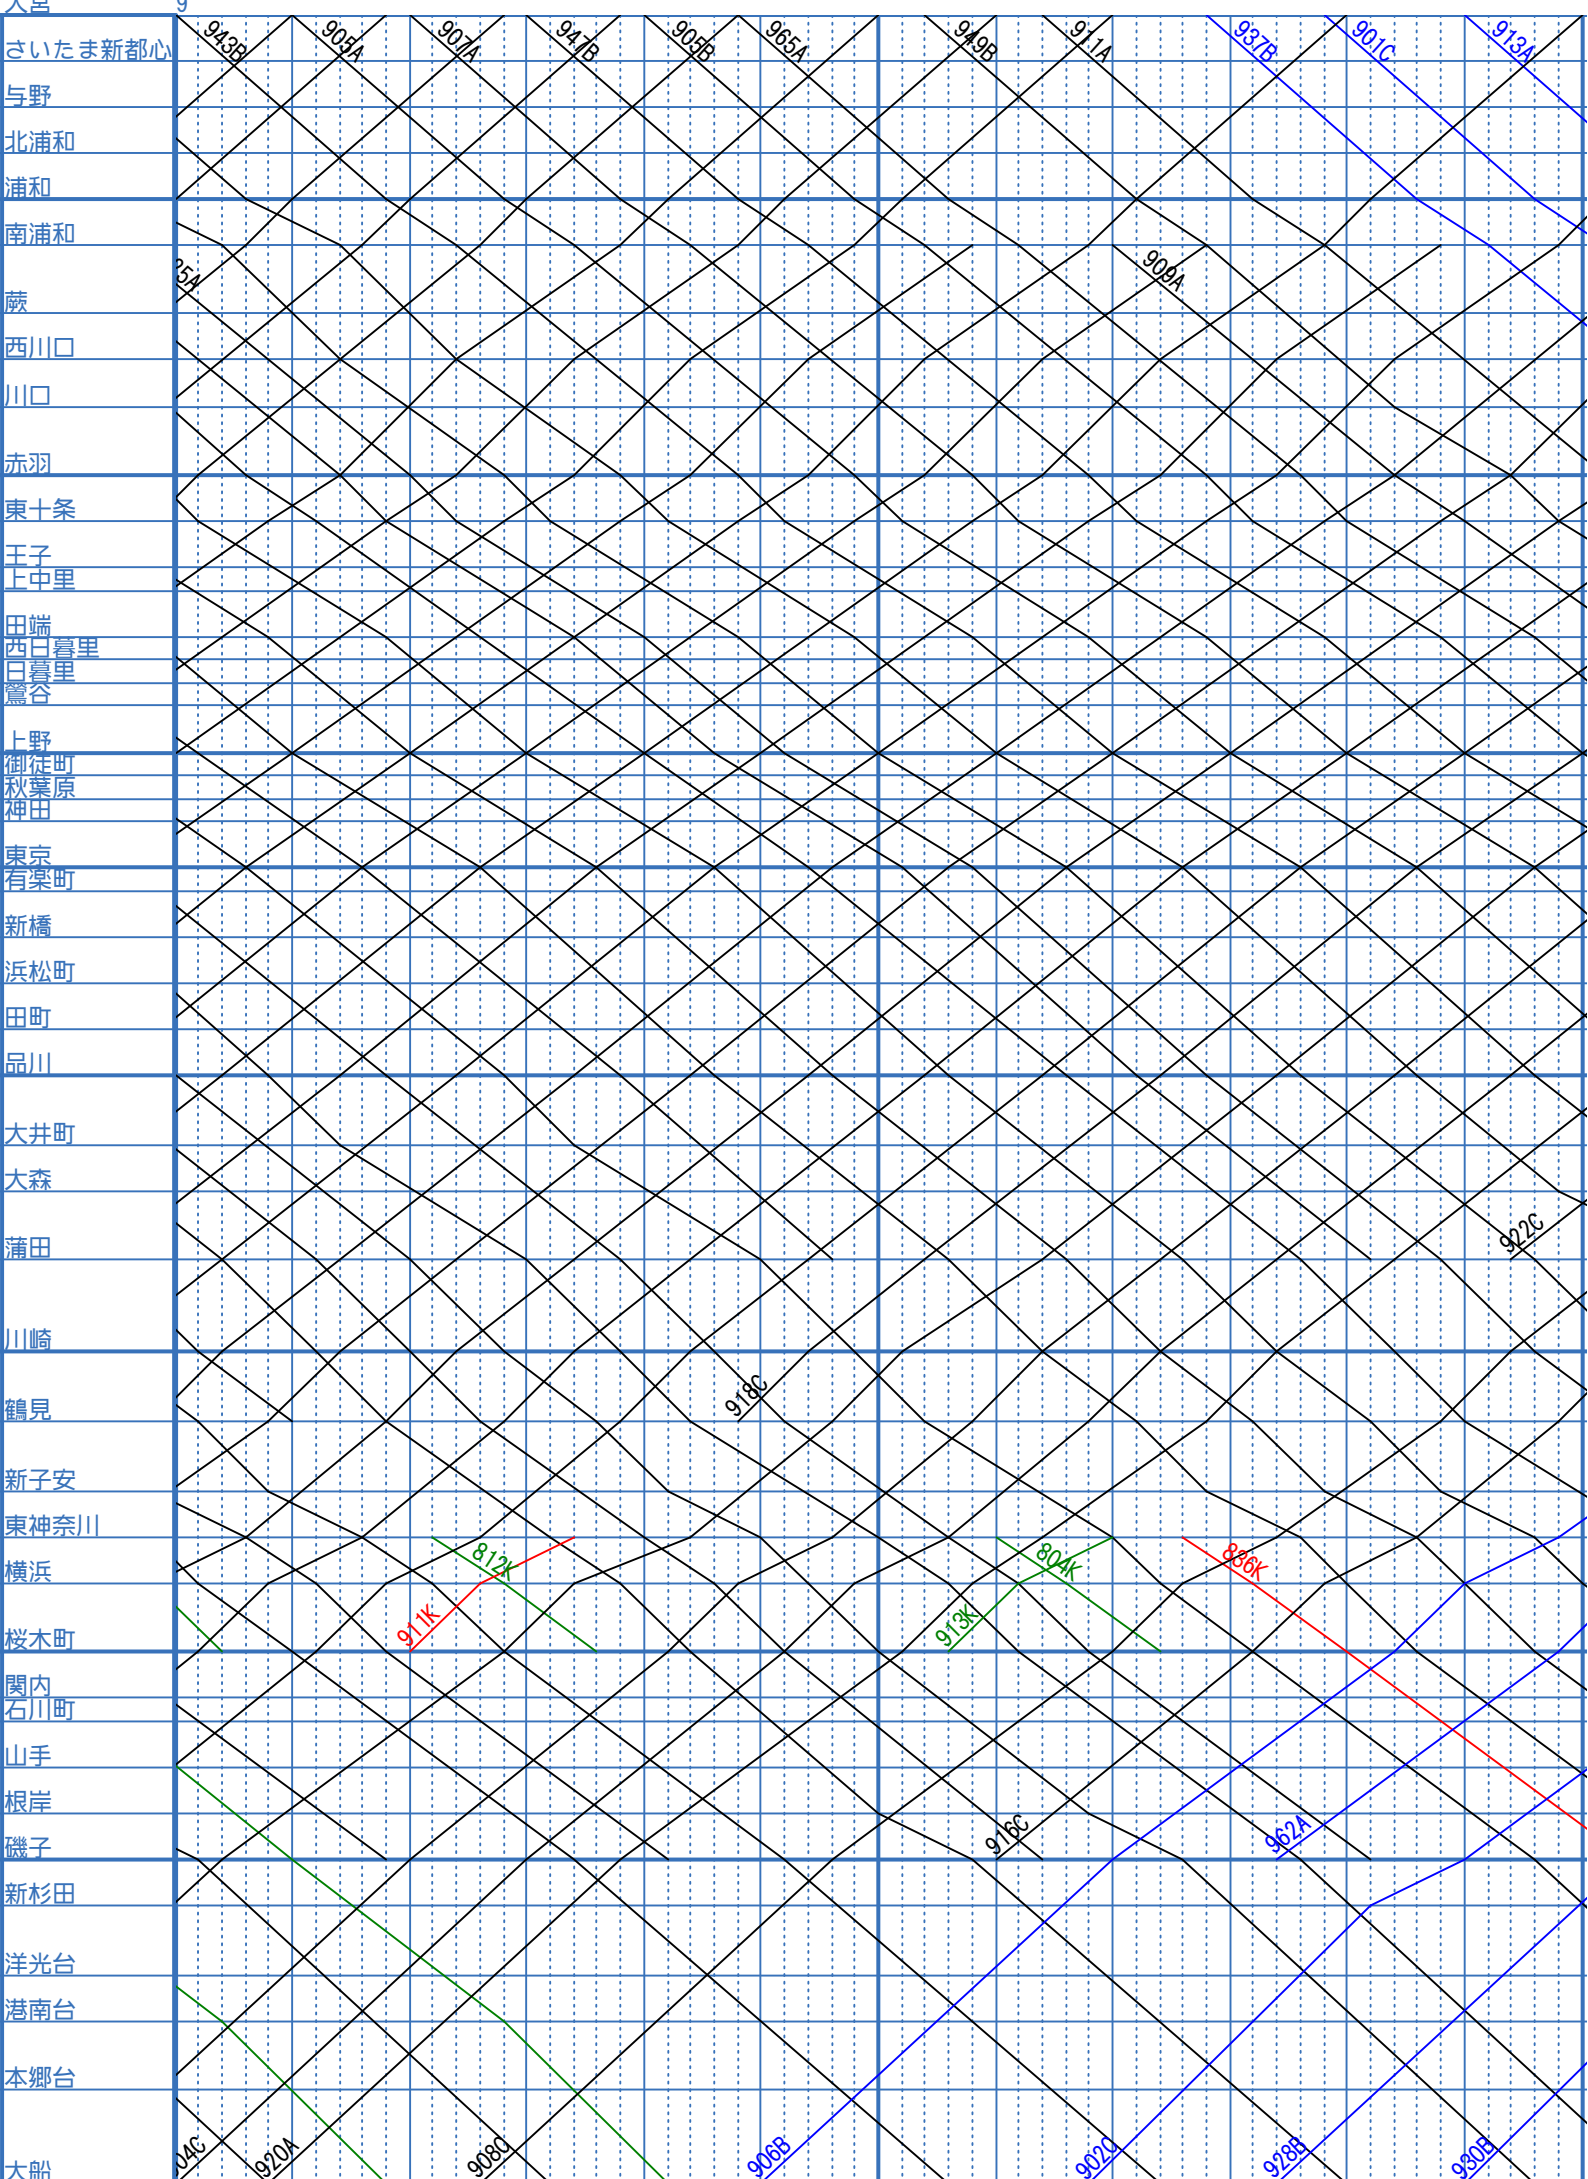 大宮 9
さいたま新都心 943B 905A 907A 947B 905B 965A 949B 911A 937B 901C 913A
与野
北浦和
浦和
南浦和
909A
蕨
西川口
川口
赤羽
東十条
王子
上中里
田端
西日暮里
日暮里
鶯谷
上野
御徒町
秋葉原
神田
東京
有楽町
新橋
浜松町
田町
品川
大井町
大森
蒲田 922C
川崎
鶴見 918C
新子安
東神奈川
横浜 812K 804K 836K
桜木町 911K 913K
関内
石川町
山手
根岸
磯子 916C 962A
新杉田
洋光台
港南台
本郷台
大船 04C 920A 908C 906B 902C 928B 930B